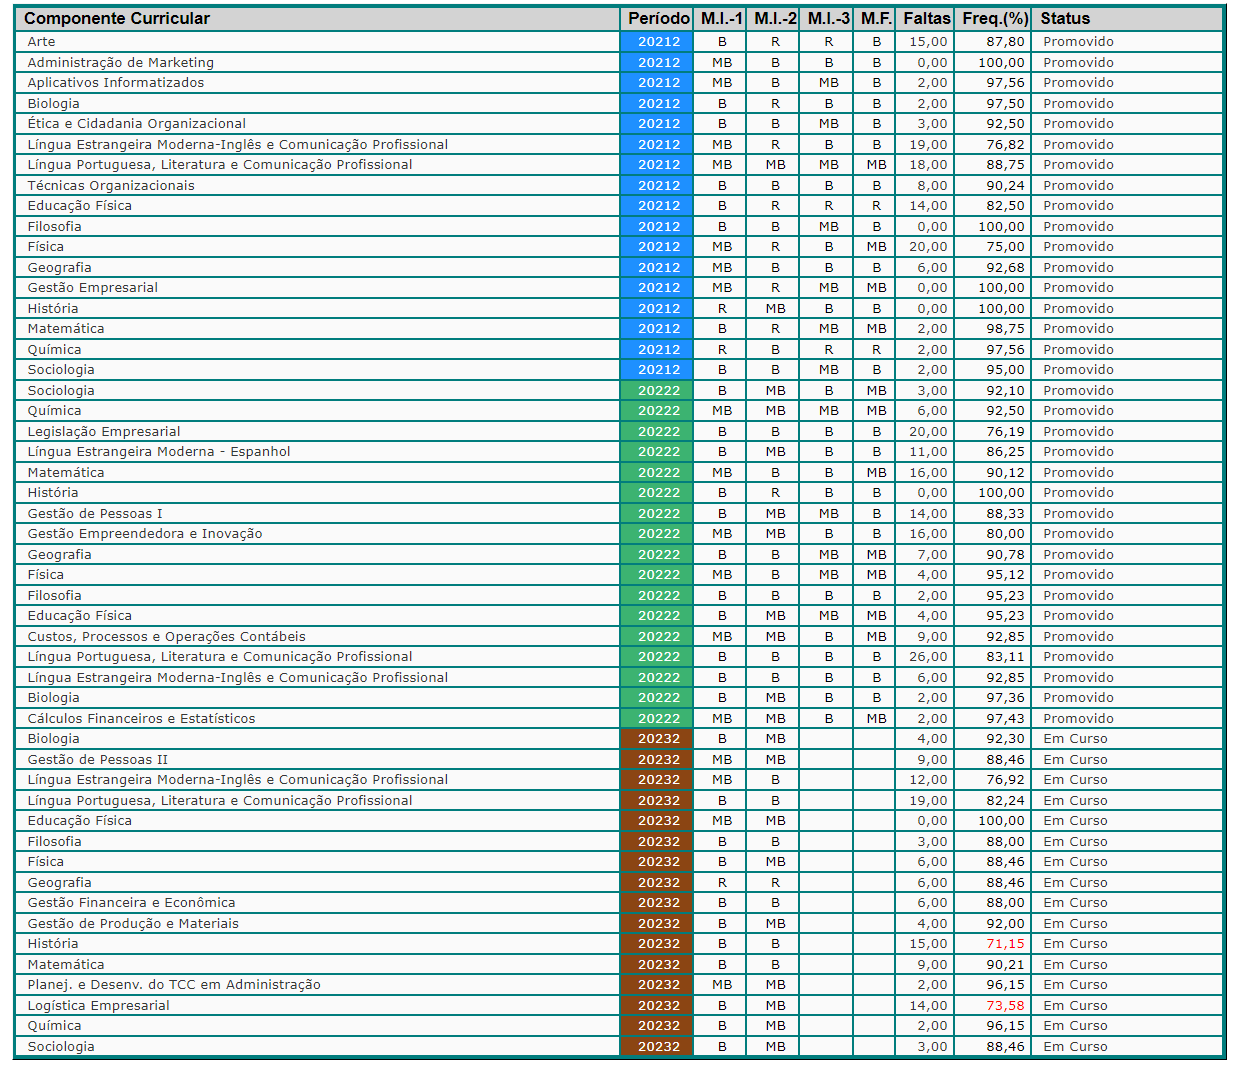 Componente Curricular Período M.I.-1 M.I.-2 M.I.-3 M.F. Faltas Freq.(%) Status
Arte 20212 B R R B 15,00 87,80 Promovido
Administração de Marketing 20212 MB B B B 0,00 100,00 Promovido
Aplicativos Informatizados 20212 MB B MB B 2,00 97,56 Promovido
Biologia 20212 B R B B 2,00 97,50 Promovido
Ética e Cidadania Organizacional 20212 B B MB B 3,00 92,50 Promovido
Língua Estrangeira Moderna-Inglês e Comunicação Profissional 20212 MB R B B 19,00 76,82 Promovido
Língua Portuguesa, Literatura e Comunicação Profissional 20212 MB MB MB MB 18,00 88,75 Promovido
Técnicas Organizacionais 20212 B B B B 8,00 90,24 Promovido
Educação Física 20212 B R R R 14,00 82,50 Promovido
Filosofia 20212 B B MB B 0,00 100,00 Promovido
Física 20212 MB R B MB 20,00 75,00 Promovido
Geografia 20212 MB B B B 6,00 92,68 Promovido
Gestão Empresarial 20212 MB R MB MB 0,00 100,00 Promovido
História 20212 R MB B B 0,00 100,00 Promovido
Matemática 20212 B R MB MB 2,00 98,75 Promovido
Química 20212 R B R R 2,00 97,56 Promovido
Sociologia 20212 B B MB B 2,00 95,00 Promovido
Sociologia 20222 B MB B MB 3,00 92,10 Promovido
Química 20222 MB MB MB MB 6,00 92,50 Promovido
Legislação Empresarial 20222 B B B B 20,00 76,19 Promovido
Língua Estrangeira Moderna - Espanhol 20222 B MB B B 11,00 86,25 Promovido
Matemática 20222 MB B B MB 16,00 90,12 Promovido
História 20222 B R B B 0,00 100,00 Promovido
Gestão de Pessoas I 20222 B MB MB B 14,00 88,33 Promovido
Gestão Empreendedora e Inovação 20222 MB MB B B 16,00 80,00 Promovido
Geografia 20222 B B MB MB 7,00 90,78 Promovido
Física 20222 MB B MB MB 4,00 95,12 Promovido
Filosofia 20222 B B B B 2,00 95,23 Promovido
Educação Física 20222 B MB MB MB 4,00 95,23 Promovido
Custos, Processos e Operações Contábeis 20222 MB MB B MB 9,00 92,85 Promovido
Língua Portuguesa, Literatura e Comunicação Profissional 20222 B B B B 26,00 83,11 Promovido
Língua Estrangeira Moderna-Inglês e Comunicação Profissional 20222 B B B B 6,00 92,85 Promovido
Biologia 20222 B MB B B 2,00 97,36 Promovido
Cálculos Financeiros e Estatísticos 20222 MB MB B MB 2,00 97,43 Promovido
Biologia 20232 B MB 4,00 92,30 Em Curso
Gestão de Pessoas II 20232 MB MB 9,00 88,46 Em Curso
Língua Estrangeira Moderna-Inglês e Comunicação Profissional 20232 MB B 12,00 76,92 Em Curso
Língua Portuguesa, Literatura e Comunicação Profissional 20232 B B 19,00 82,24 Em Curso
Educação Física 20232 MB MB 0,00 100,00 Em Curso
Filosofia 20232 B B 3,00 88,00 Em Curso
Física 20232 B MB 6,00 88,46 Em Curso
Geografia 20232 R R 6,00 88,46 Em Curso
Gestão Financeira e Econômica 20232 B B 6,00 88,00 Em Curso
Gestão de Produção e Materiais 20232 B MB 4,00 92,00 Em Curso
História 20232 B B 15,00 71,15 Em Curso
Matemática 20232 B B 9,00 90,21 Em Curso
Planej. e Desenv. do TCC em Administração 20232 MB MB 2,00 96,15 Em Curso
Logística Empresarial 20232 B MB 14,00 73,58 Em Curso
Química 20232 B MB 2,00 96,15 Em Curso
Sociologia 20232 B MB 3,00 88,46 Em Curso